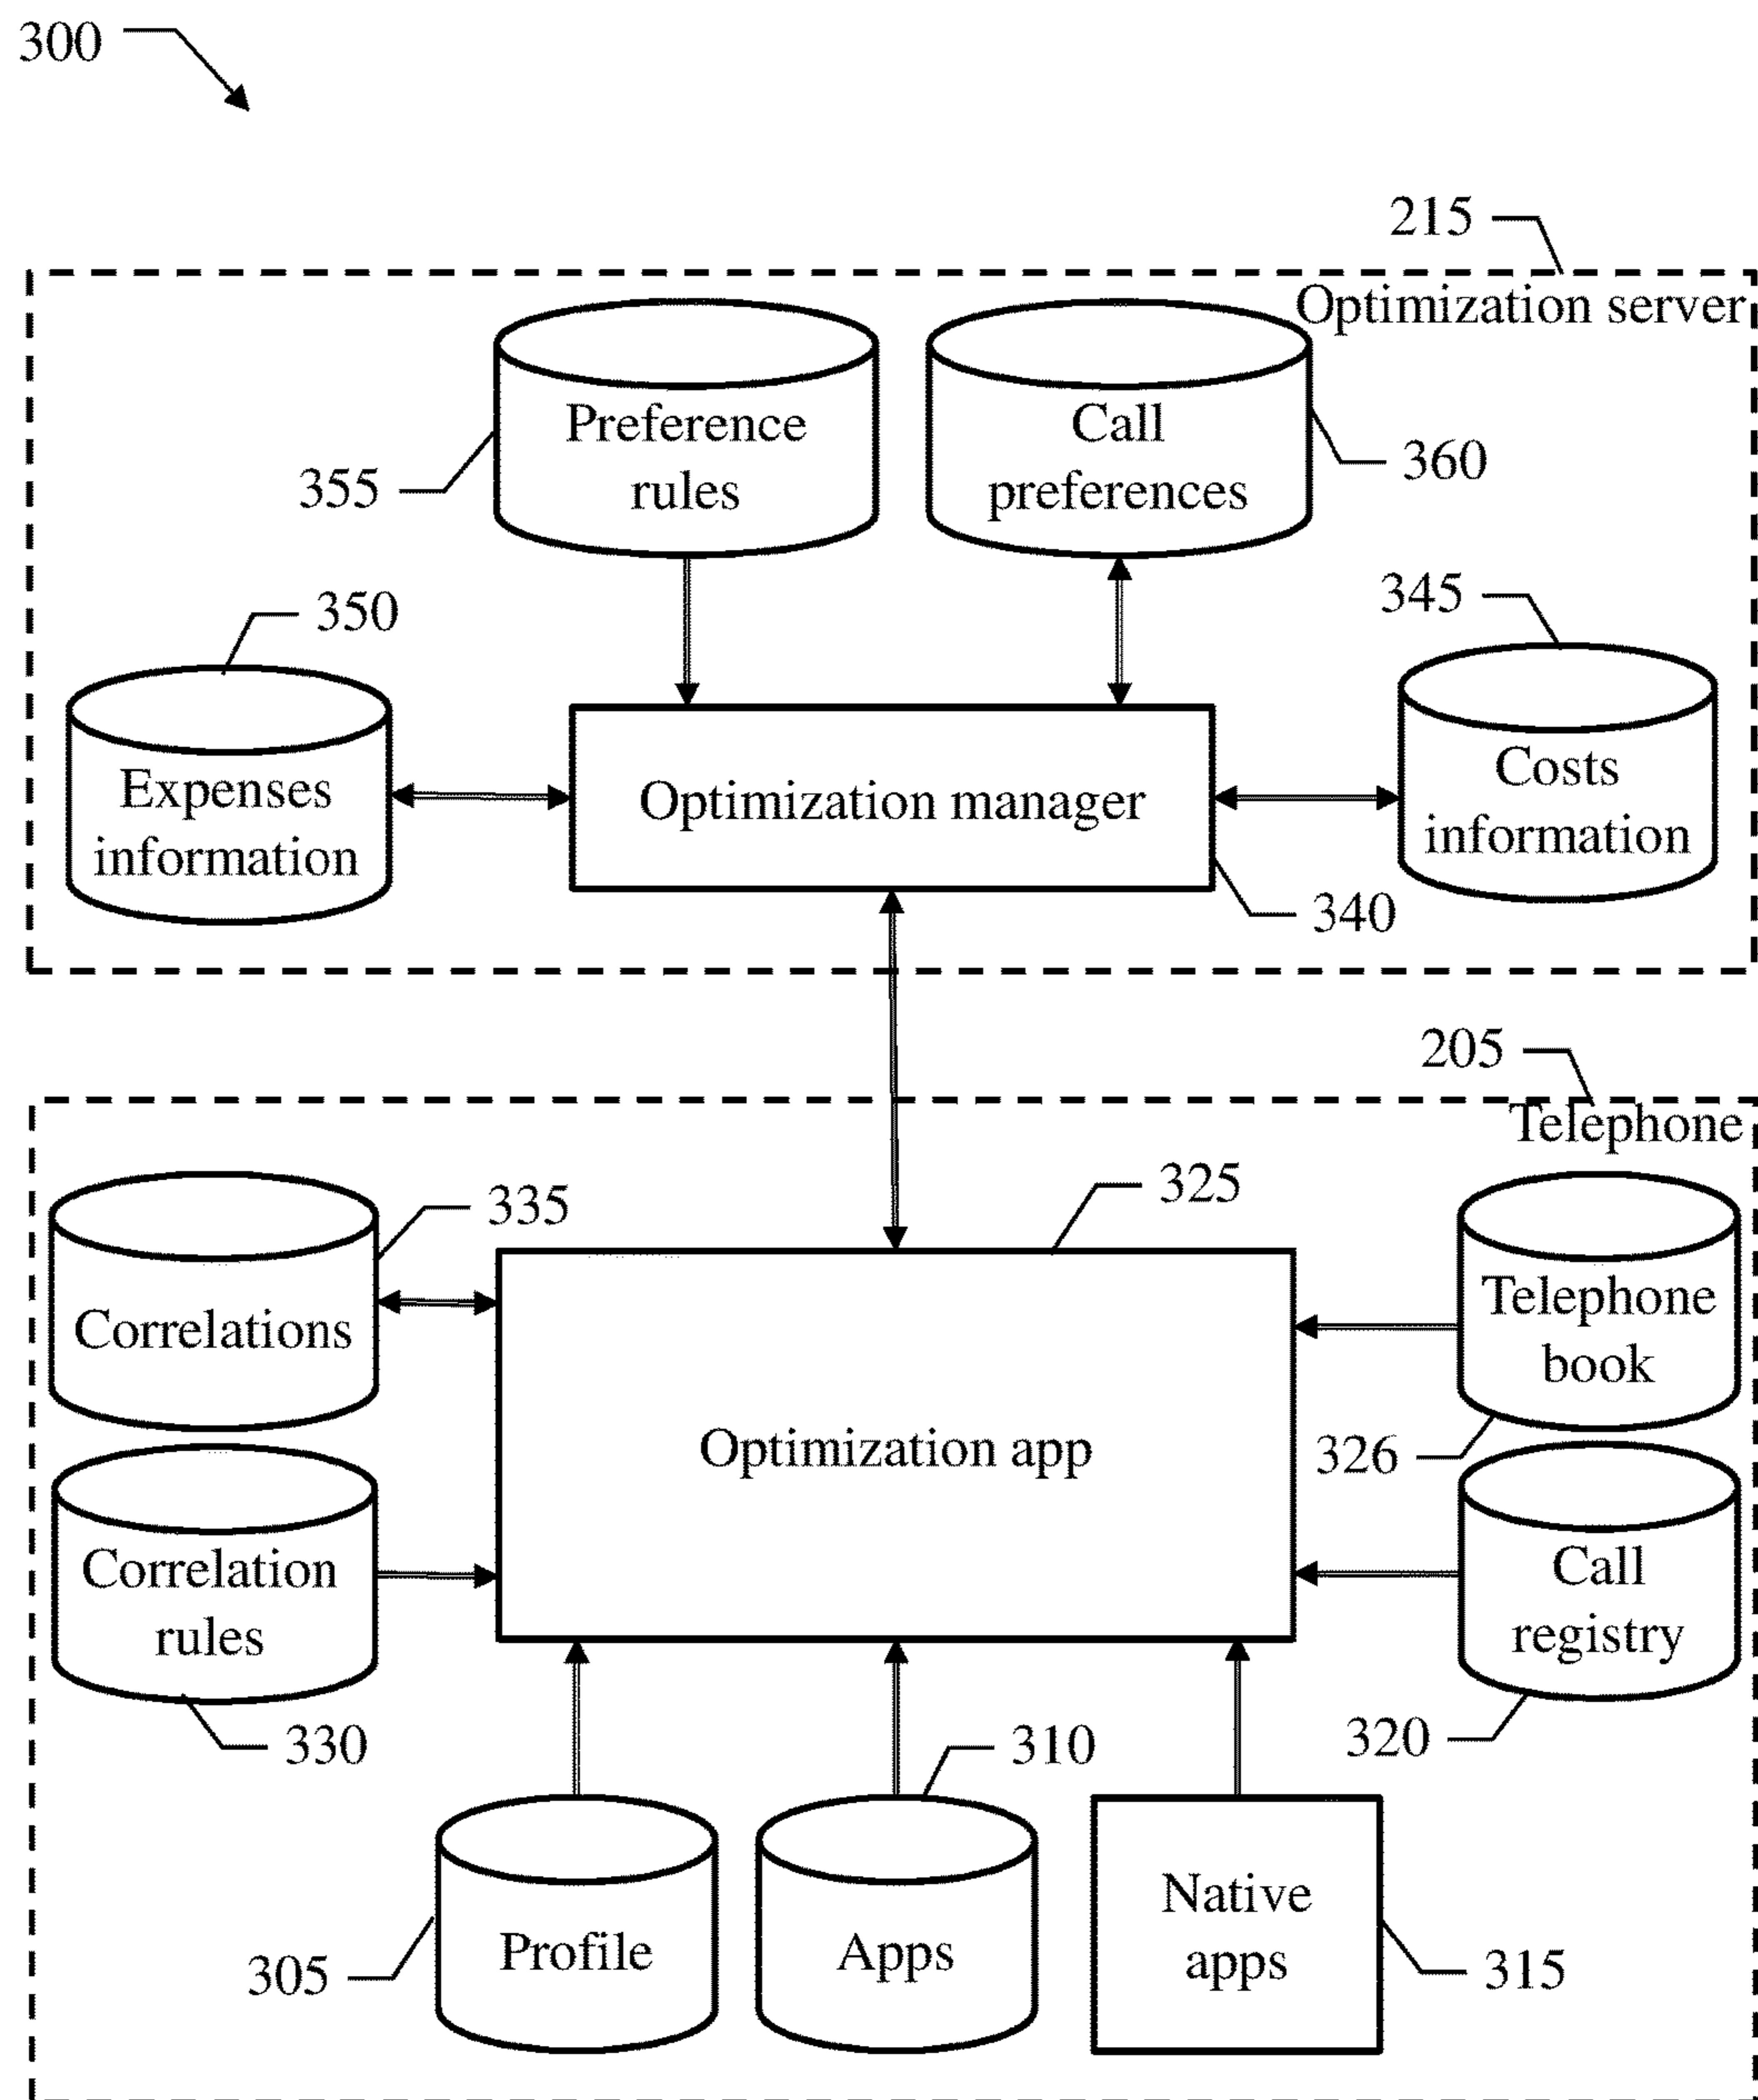 300
215
Optimization server
Preference
rules
355
Call
preferences
360
350
345
Expenses
information
Optimization manager
Costs
information
340
205
Telephone
335
325
Correlations
Telephone
book
326
Optimization app
Correlation
rules
330
Call
registry
320
310
Profile
305
Apps
Native
apps
315